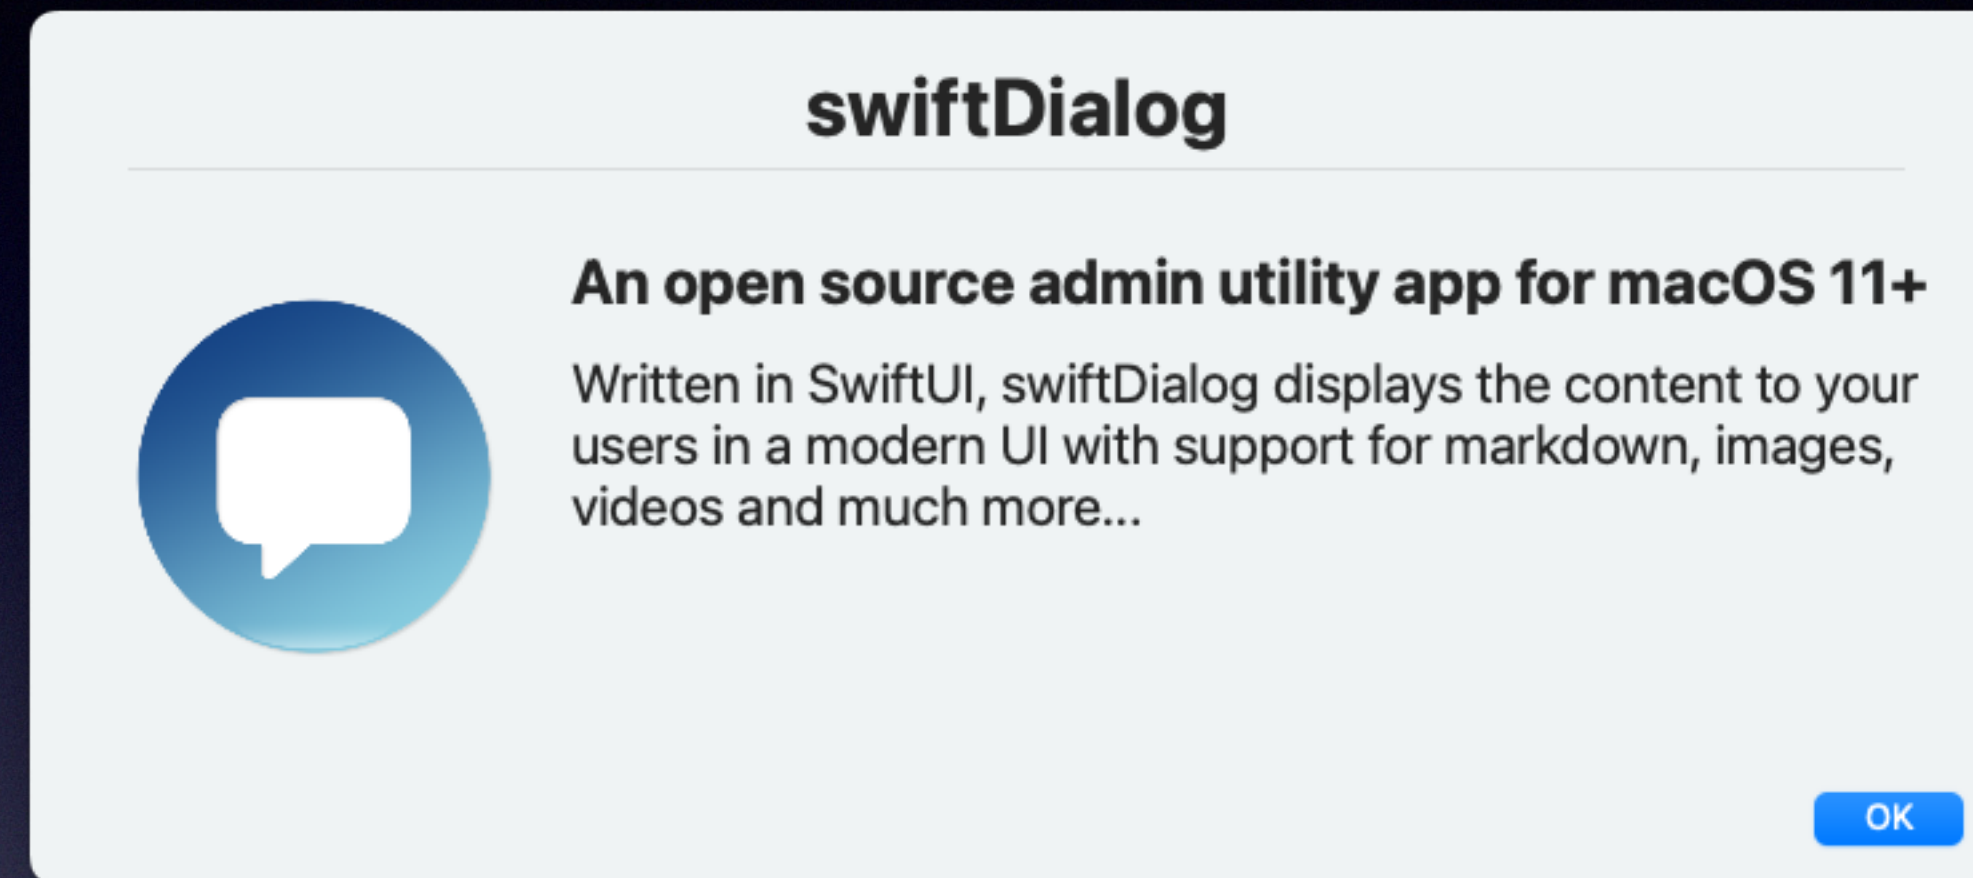 swiftDialog
An open source admin utility app for macOS 11+
Written in SwiftUI, swiftDialog displays the content to your
users in a modern UI with support for markdown, images,
videos and much more...
OK